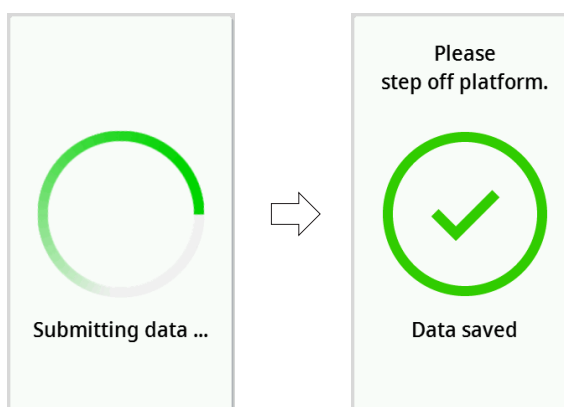 Submitting data ...
Please
step off platform.
Data saved